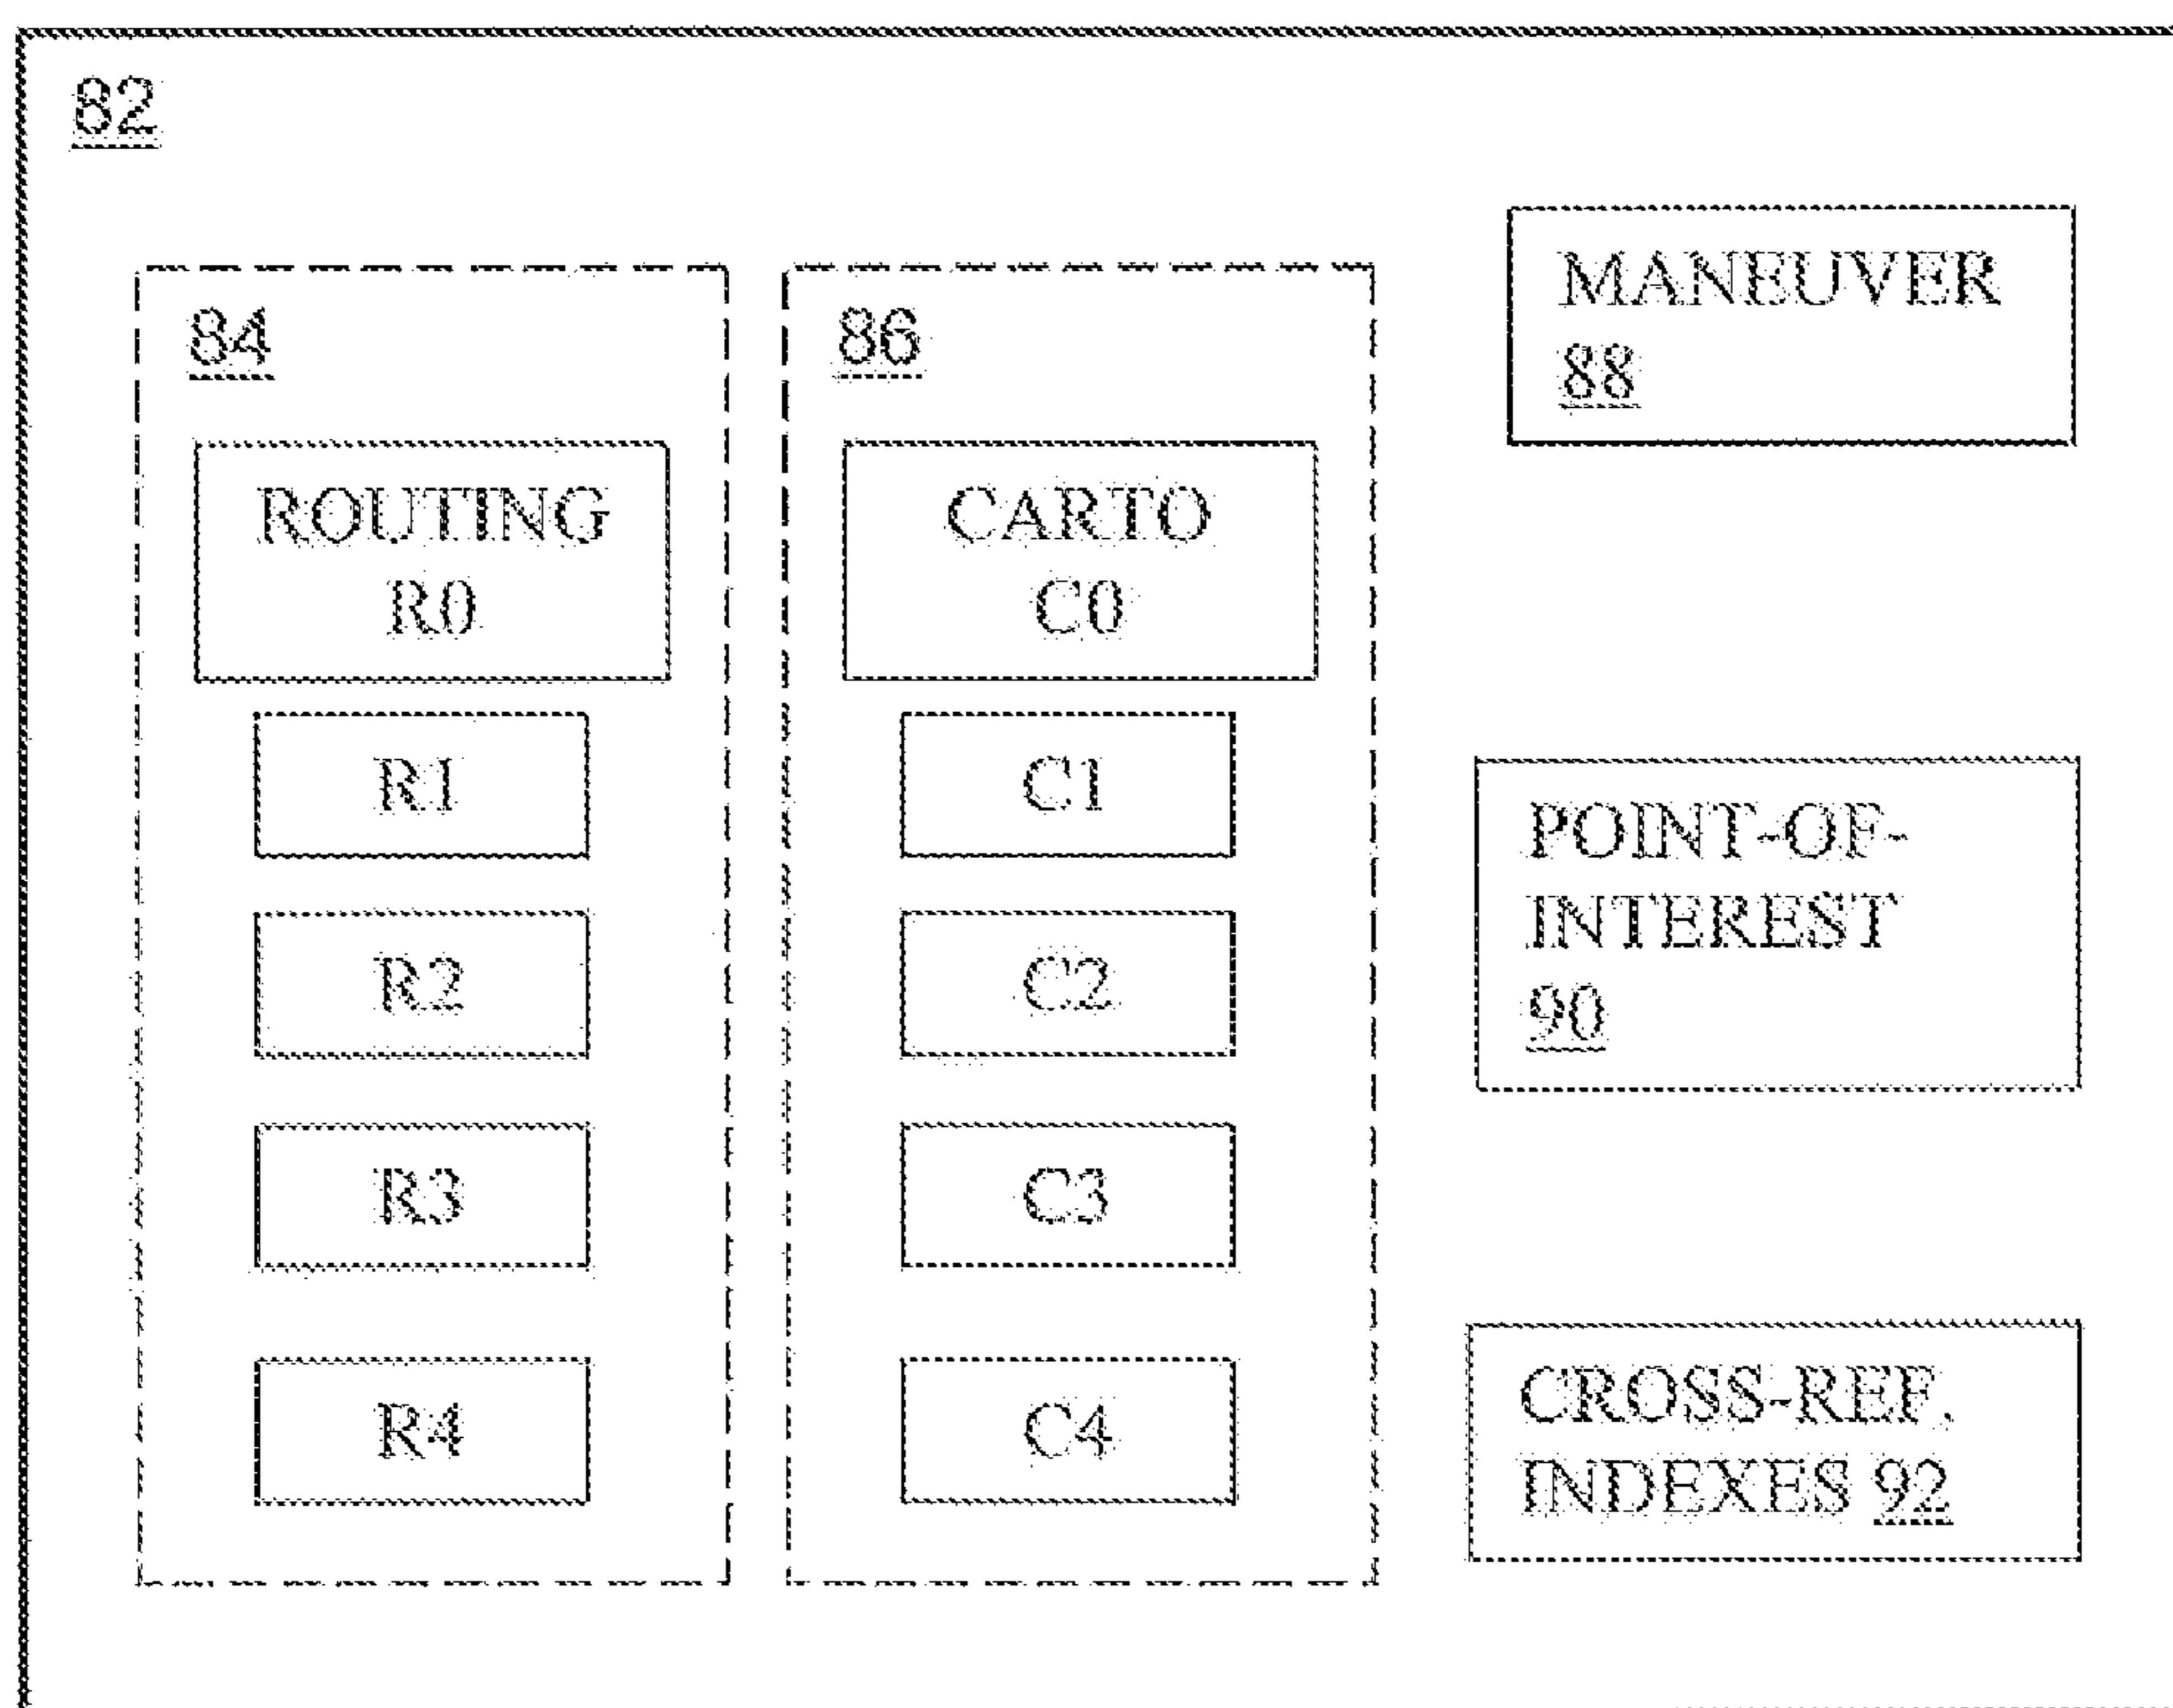 82
84
ROUTING
R0
R1
R2
R3
R4
86
CARTO
C0
C1
C2
C3
C4
MANEUVER
88
POINT-OF-
INTEREST
90
CROSS-REF.
INDEXES 92